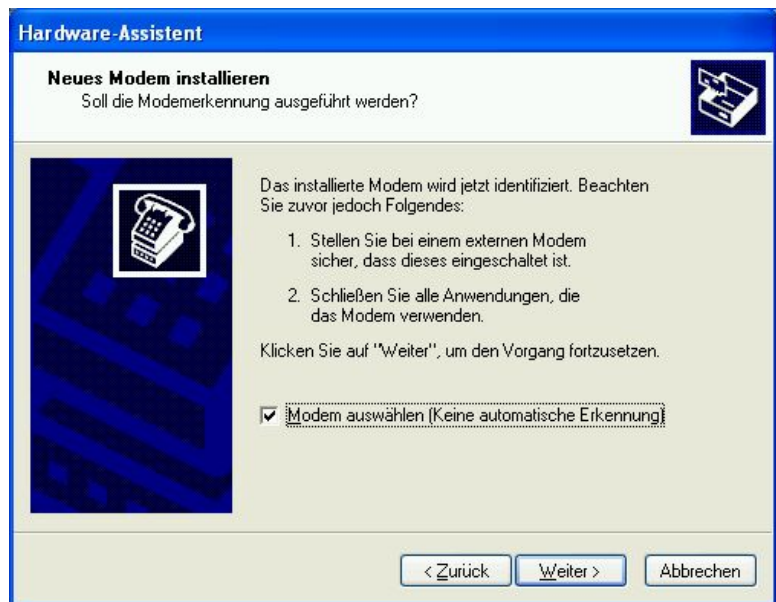 Hardware-Assistent
Neues Modem installieren
Soll die Modemerkennung ausgeführt werden?
Das installierte Modem wird jetzt identifiziert. Beachten
Sie zuvor jedoch Folgendes:
1. Stellen Sie bei einem externen Modem
sicher, dass dieses eingeschaltet ist.
2. Schließen Sie alle Anwendungen, die
das Modem verwenden.
Klicken Sie auf "Weiter", um den Vorgang fortzusetzen.
Modem auswählen (Keine automatische Erkennung)
< Zurück Weiter > Abbrechen